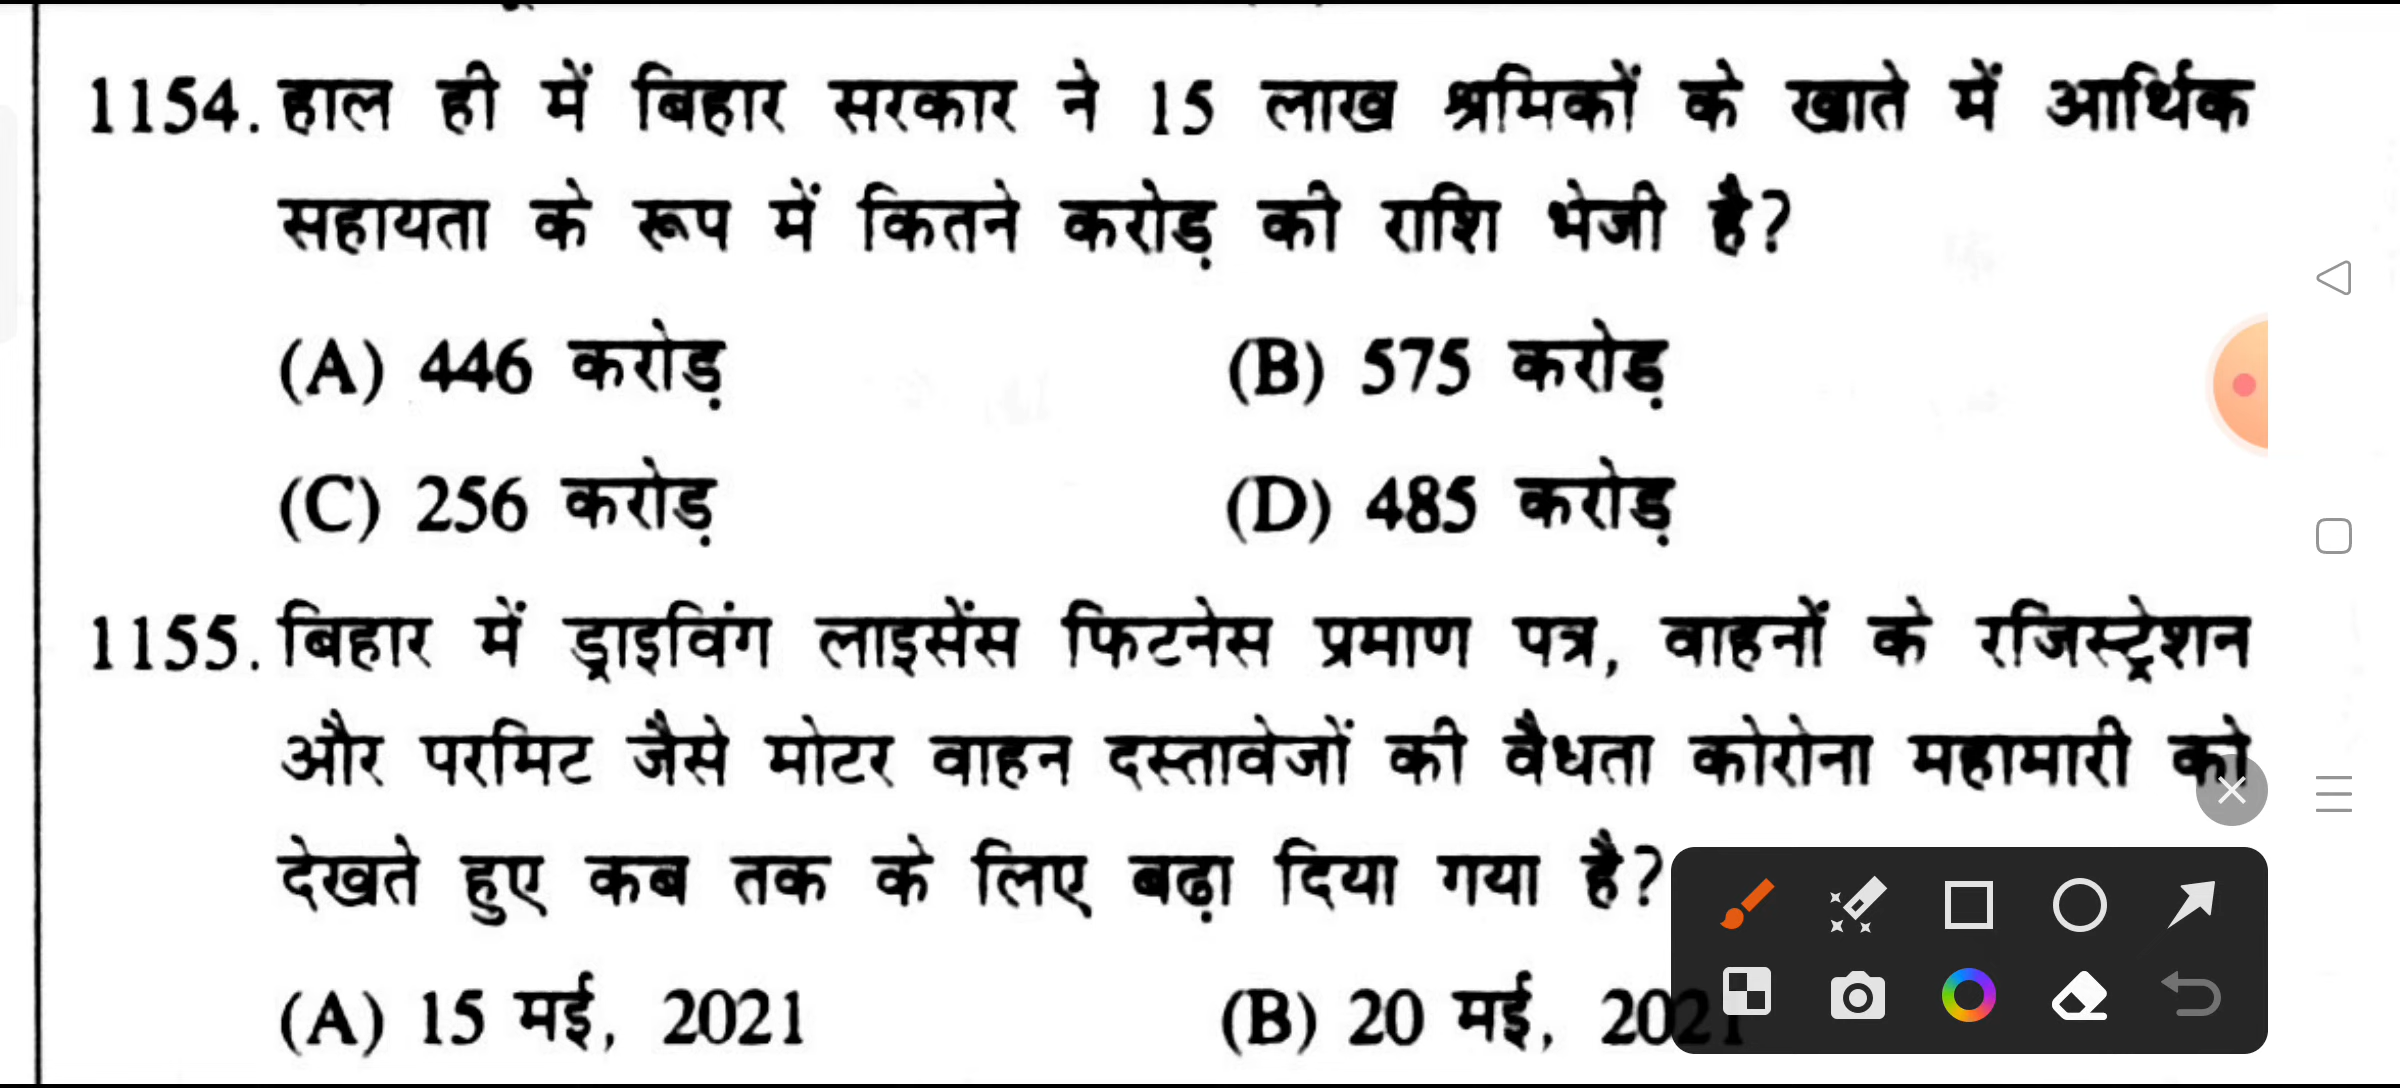 1154. हाल ही में बिहार सरकार ने 15 लाख श्रमिकों के खाते में आर्थिक
सहायता के रूप में कितने करोड़ की राशि भेजी है?
(A) 446 करोड़ (B) 575 करोड़
(C) 256 करोड़ (D) 485 करोड़
1155. बिहार में ड्राइविंग लाइसेंस फिटनेस प्रमाण पत्र, वाहनों के रजिस्ट्रेशन
और परमिट जैसे मोटर वाहन दस्तावेजों की वैधता कोरोना महामारी को
देखते हुए कब तक के लिए बढ़ा दिया गया है?
(A) 15 मई, 2021 (B) 20 मई, 2021